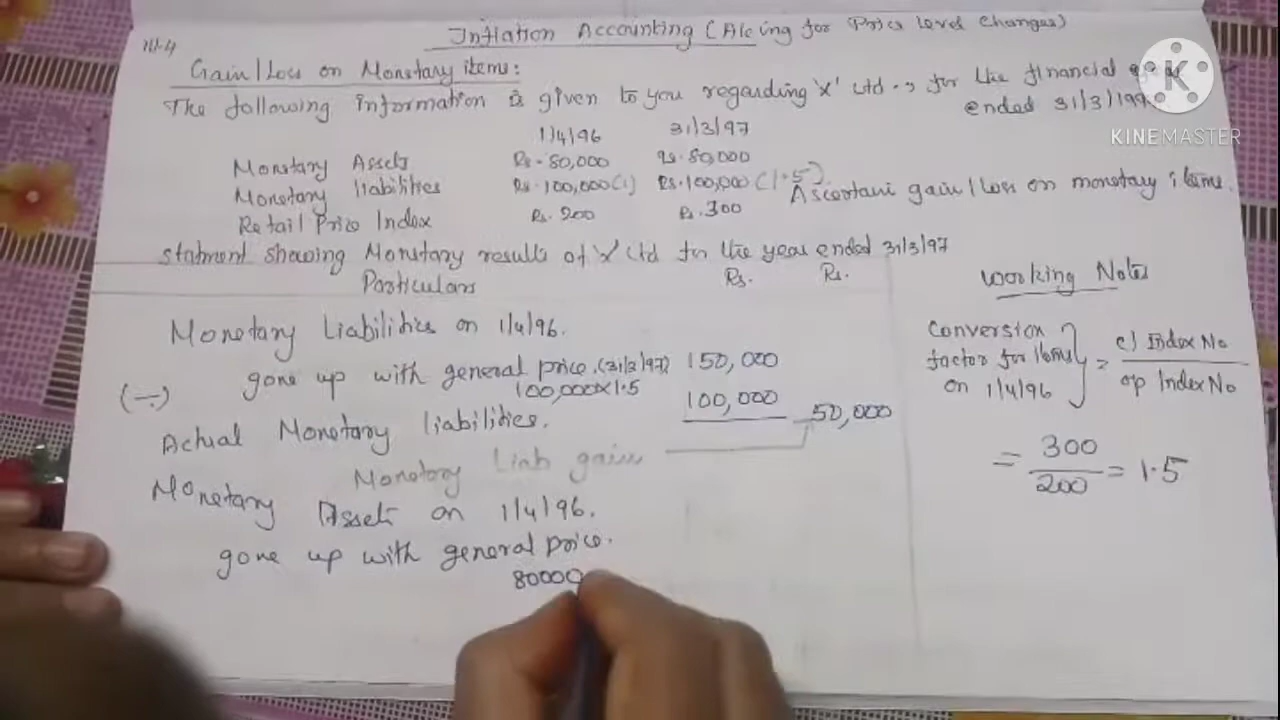 Ill-4
Inflation Accounting (A/cing for Price Level Changes)
Gain / Loss on Monetary items:
The following information is given to you regarding 'X' Ltd., for the financial
ended 31/3/199
1/4/96 31/3/97
Monetary Assets Rs. 80,000 Rs. 80,000
Monetary liabilities Rs. 100,000 (1) Rs. 100,000 (1.5)
Ascertani gain / loss on monetary items.
Retail Price Index Rs. 200 Rs. 300
Statment showing Monetary results of 'X' Ltd for the year ended 31/3/97
Particulars Rs. Rs.
Monetary Liabilities on 1/4/96.
gone up with general price. (31/3/97) 150,000
100,000 x 1.5
(-)
Actual Monetary liabilities. 100,000 50,000
Monetary Liab gain
Monetary Assets on 1/4/96.
gone up with general price.
80000
Working Notes
Conversion
factor for items
on 1/4/96
= cl Index No
op Index No
= 300
200
= 1.5
KINEMASTER